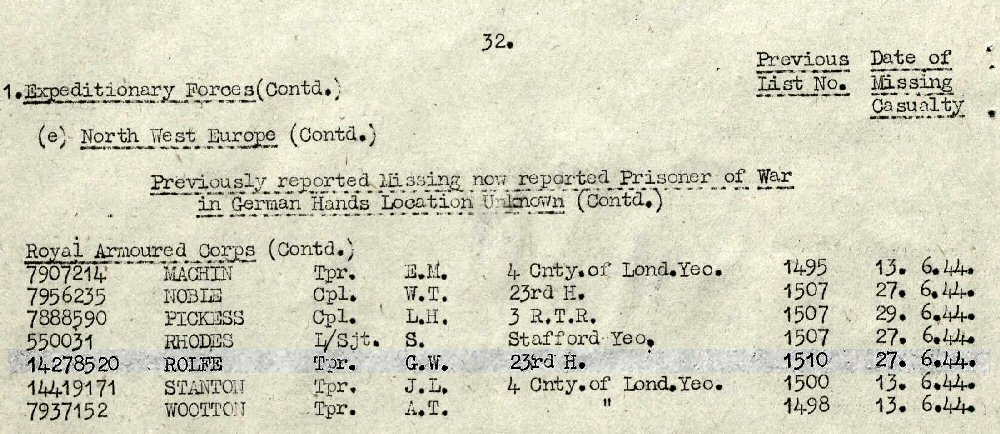 32.
Previous Date of
List No. Missing
Casualty
1.Expeditionary Forces(Contd.)
(e) North West Europe (Contd.)
Previously reported Missing now reported Prisoner of War
in German Hands Location Unknown (Contd.)
Royal Armoured Corps (Contd.)
7907214 MACHIN Tpr. E.M. 4 Cnty.of Lond.Yeo. 1495 13. 6.44.
7956235 NOBLE Cpl. W.T. 23rd H. 1507 27. 6.44.
7888590 PICKESS Cpl. L.H. 3 R.T.R. 1507 29. 6.44.
550031 RHODES L/Sjt. S. Stafford Yeo. 1507 27. 6.44.
14278520 ROLFE Tpr. G.W. 23rd H. 1510 27. 6.44.
14419171 STANTON Tpr. J.L. 4 Cnty.of Lond.Yeo. 1500 13. 6.44.
7937152 WOOTTON Tpr. A.T. " 1498 13. 6.44.